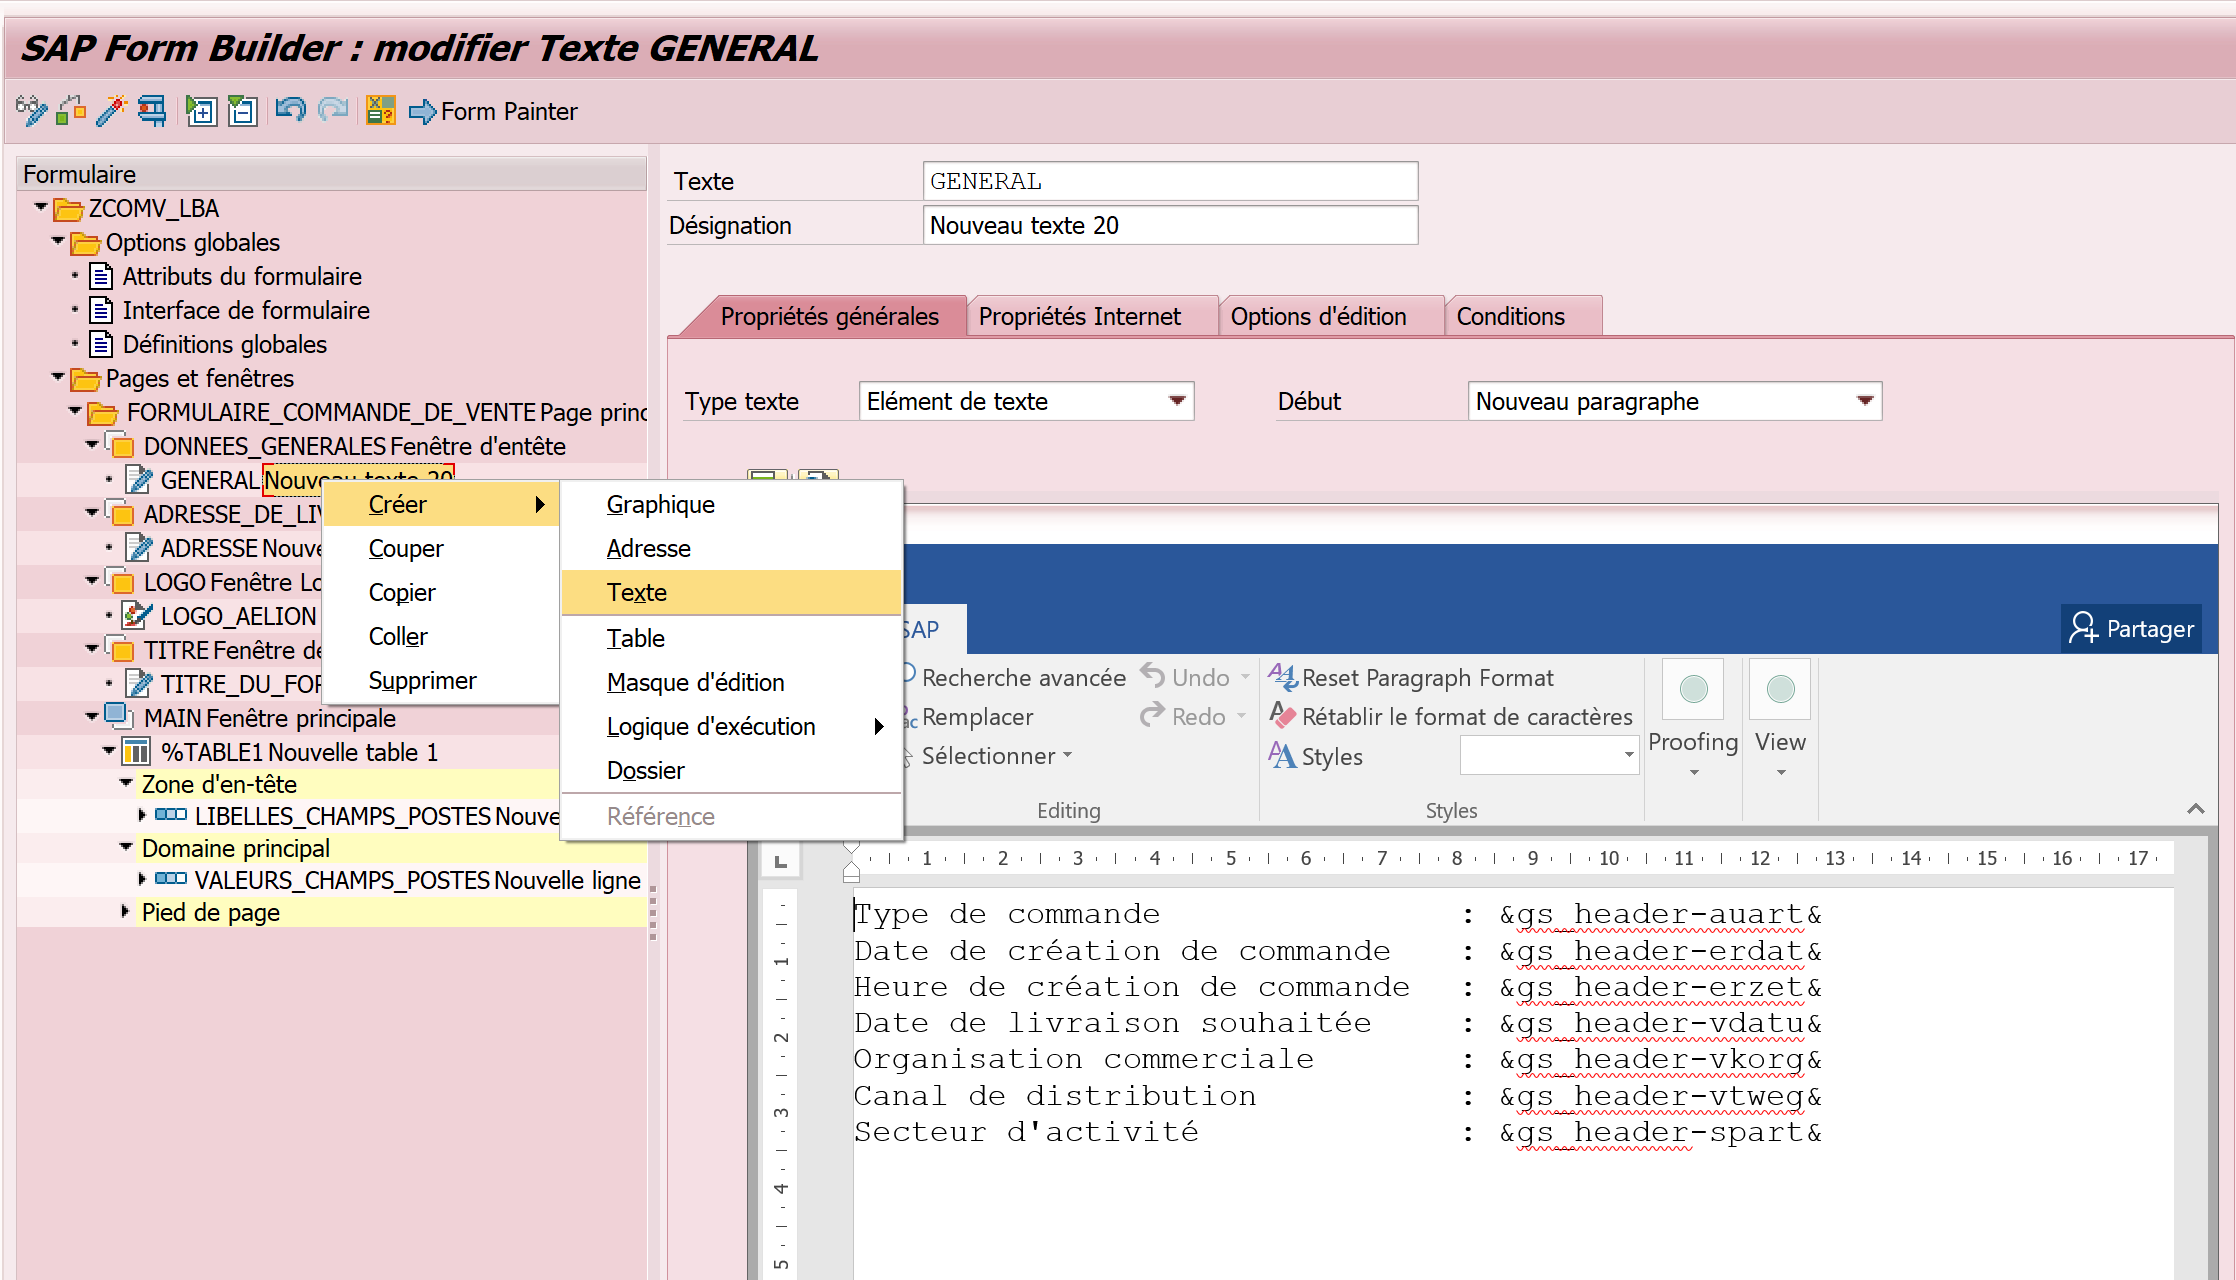 SAP Form Builder : modifier Texte GENERAL
Form Painter
Formulaire
ZCOMV_LBA
Options globales
Attributs du formulaire
Interface de formulaire
Définitions globales
Pages et fenêtres
FORMULAIRE_COMMANDE_DE_VENTE Page princ
DONNEES_GENERALES Fenêtre d'entête
GENERAL Nouveau texte 20
ADRESSE_DE_LIV
ADRESSE Nouve
LOGO Fenêtre Lo
LOGO_AELION
TITRE Fenêtre de
TITRE_DU_FOR
MAIN Fenêtre principale
%TABLE1 Nouvelle table 1
Zone d'en-tête
LIBELLES_CHAMPS_POSTES Nouve
Domaine principal
VALEURS_CHAMPS_POSTES Nouvelle ligne
Pied de page
Créer
Couper
Copier
Coller
Supprimer
Graphique
Adresse
Texte
Table
Masque d'édition
Logique d'exécution
Dossier
Référence
Texte GENERAL
Désignation Nouveau texte 20
Propriétés générales Propriétés Internet Options d'édition Conditions
Type texte Elément de texte Début Nouveau paragraphe
SAP
Partager
Recherche avancée Undo Reset Paragraph Format
Remplacer Redo Rétablir le format de caractères
Sélectionner Styles
Proofing View
Editing Styles
L
1 2 3 4 5 6 7 8 9 10 11 12 13 14 15 16 17
1
2
3
4
5
Type de commande : &gs_header-auart&
Date de création de commande : &gs_header-erdat&
Heure de création de commande : &gs_header-erzet&
Date de livraison souhaitée : &gs_header-vdatu&
Organisation commerciale : &gs_header-vkorg&
Canal de distribution : &gs_header-vtweg&
Secteur d'activité : &gs_header-spart&